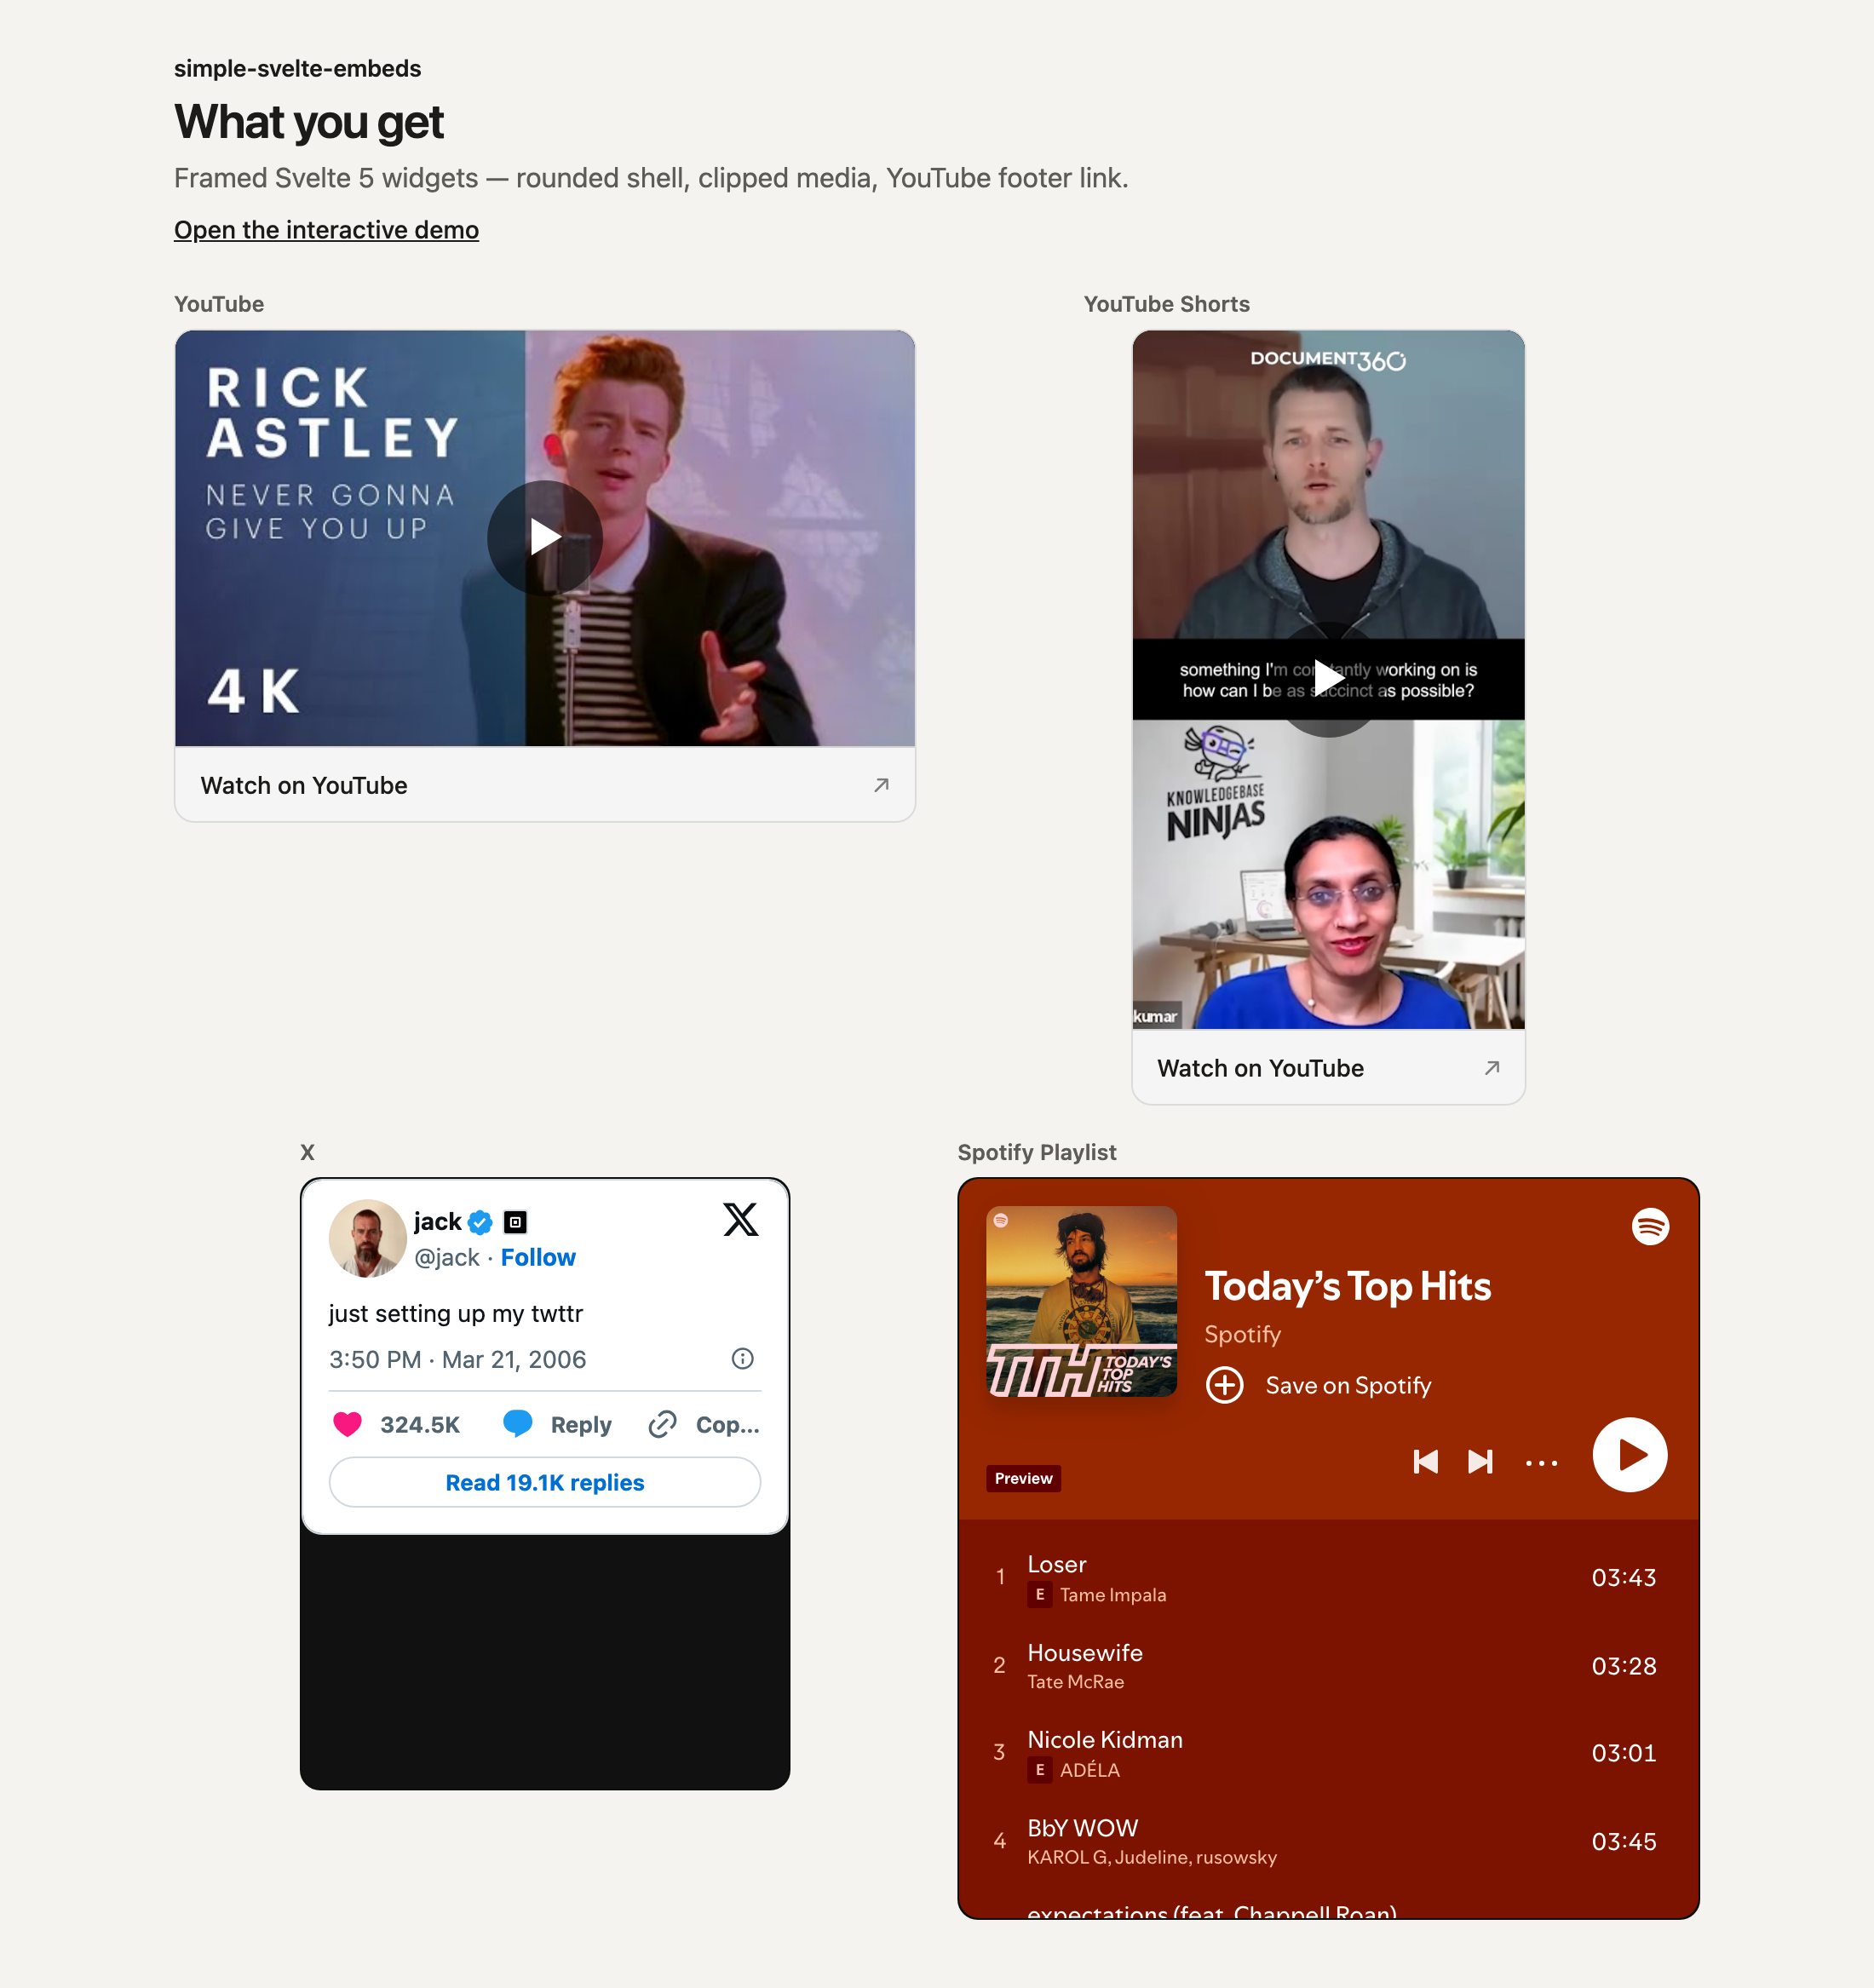 simple-svelte-embeds
What you get
Framed Svelte 5 widgets — rounded shell, clipped media, YouTube footer link.
Open the interactive demo
YouTube
RICK
ASTLEY
NEVER GONNA
GIVE YOU UP
4K
Watch on YouTube
YouTube Shorts
DOCUMENT360
something I'm constantly working on is
how can I be as succinct as possible?
KNOWLEDGEBASE
NINJAS
kumar
Watch on YouTube
X
jack
@jack · Follow
just setting up my twttr
3:50 PM · Mar 21, 2006
324.5K Reply Cop...
Read 19.1K replies
Spotify Playlist
TTH TODAY'S
TOP
HITS
Today’s Top Hits
Spotify
Save on Spotify
Preview
1 Loser 03:43
E Tame Impala
2 Housewife 03:28
Tate McRae
3 Nicole Kidman 03:01
E ADÉLA
4 BbY WOW 03:45
KAROL G, Judeline, rusowsky
expectations (feat. Chappell Roan)